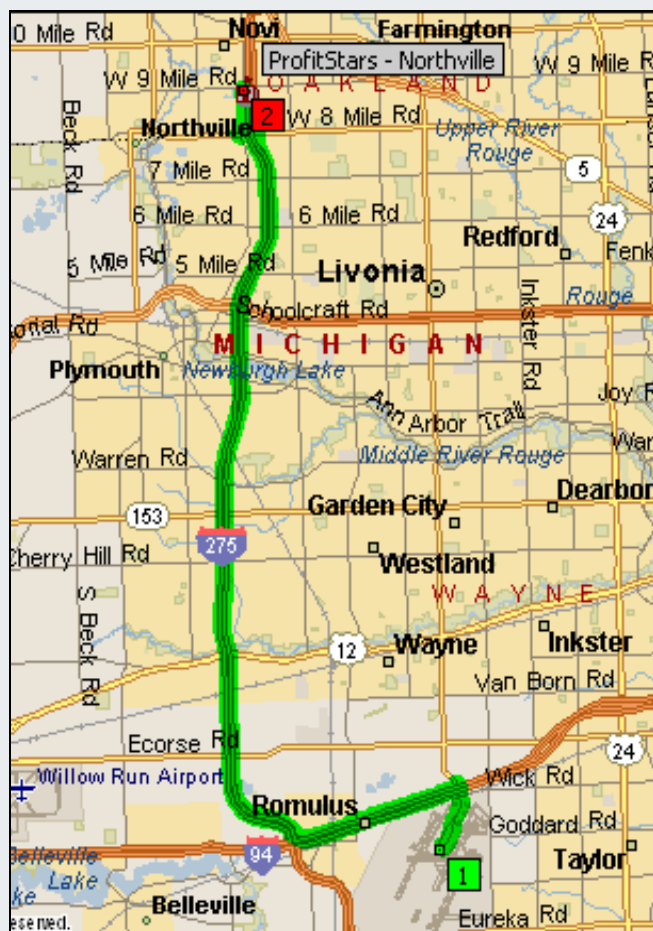 0 Mile Rd
Novi
Farmington
ProfitStars - Northville
W 9 Mile Rd
OAKLAND
W 9 Mile R
Beck Rd
2
W 8 Mile Rd
Northville
Upper River
Rouge
7 Mile Rd
5
6 Mile Rd
6 Mile Rd
24
Redford
5 Mile Rd
5 Mile Rd
Fenk
Livonia
Inkster Rd
Rouge
Schoolcraft Rd
orial Rd
MICHIGAN
Plymouth
Newburgh Lake
Joy R
Ann Arbor Trail
Middle River Rouge
War
Warren Rd
Dearbor
Garden City
153
275
Cherry Hill Rd
Westland
WAYNE
S Beck Rd
12
Wayne
Inkster
Van Born Rd
Ecorse Rd
24
Willow Run Airport
Wick Rd
Romulus
Goddard Rd
94
Belleville
Lake
ke
1
Taylor
Belleville
Eureka Rd
eserved.